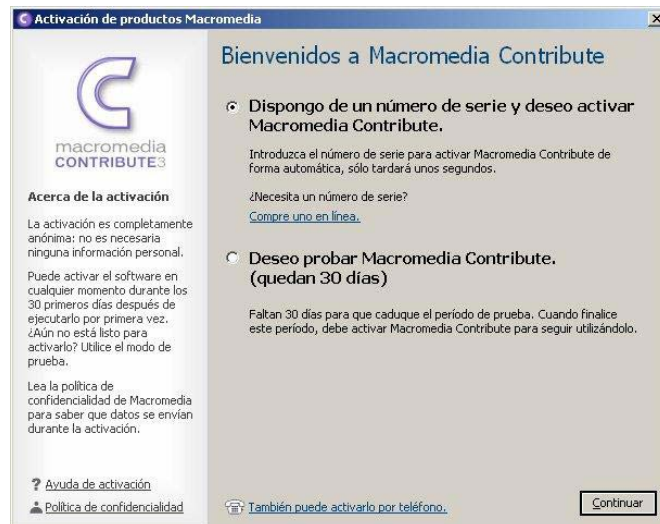 Activación de productos Macromedia
macromedia
CONTRIBUTE3
Acerca de la activación
La activación es completamente
anónima: no es necesaria
ninguna información personal.
Puede activar el software en
cualquier momento durante los
30 primeros días después de
ejecutarlo por primera vez.
¿Aún no está listo para
activarlo? Utilice el modo de
prueba.
Lea la política de
confidencialidad de Macromedia
para saber que datos se envían
durante la activación.
? Ayuda de activación
Política de confidencialidad
Bienvenidos a Macromedia Contribute
Dispongo de un número de serie y deseo activar
Macromedia Contribute.
Introduzca el número de serie para activar Macromedia Contribute de
forma automática, sólo tardará unos segundos.
¿Necesita un número de serie?
Compre uno en línea.
Deseo probar Macromedia Contribute.
(quedan 30 días)
Faltan 30 días para que caduque el período de prueba. Cuando finalice
este período, debe activar Macromedia Contribute para seguir utilizándolo.
También puede activarlo por teléfono.
Continuar